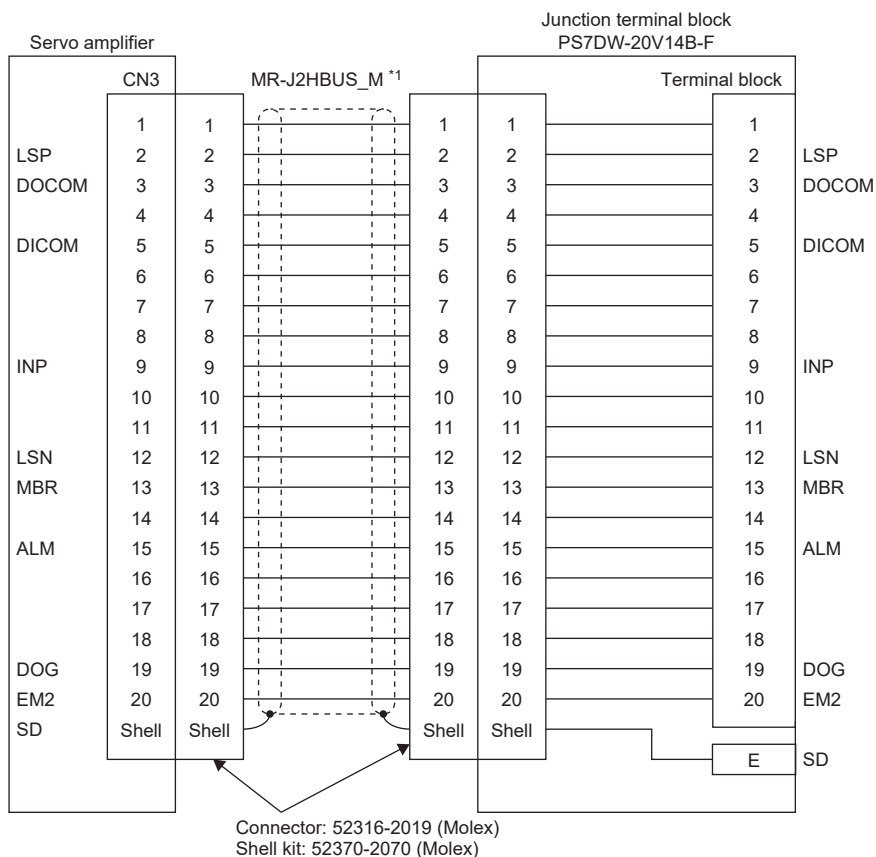 Junction terminal block
Servo amplifier PS7DW-20V14B-F
CN3 MR-J2HBUS_M *1 Terminal block
1 1 1 1 1
LSP 2 2 2 2 2 LSP
DOCOM 3 3 3 3 3 DOCOM
4 4 4 4 4
DICOM 5 5 5 5 5 DICOM
6 6 6 6 6
7 7 7 7 7
8 8 8 8 8
INP 9 9 9 9 9 INP
10 10 10 10 10
11 11 11 11 11
LSN 12 12 12 12 12 LSN
MBR 13 13 13 13 13 MBR
14 14 14 14 14
ALM 15 15 15 15 15 ALM
16 16 16 16 16
17 17 17 17 17
18 18 18 18 18
DOG 19 19 19 19 19 DOG
EM2 20 20 20 20 20 EM2
SD Shell Shell Shell Shell
E SD
Connector: 52316-2019 (Molex)
Shell kit: 52370-2070 (Molex)